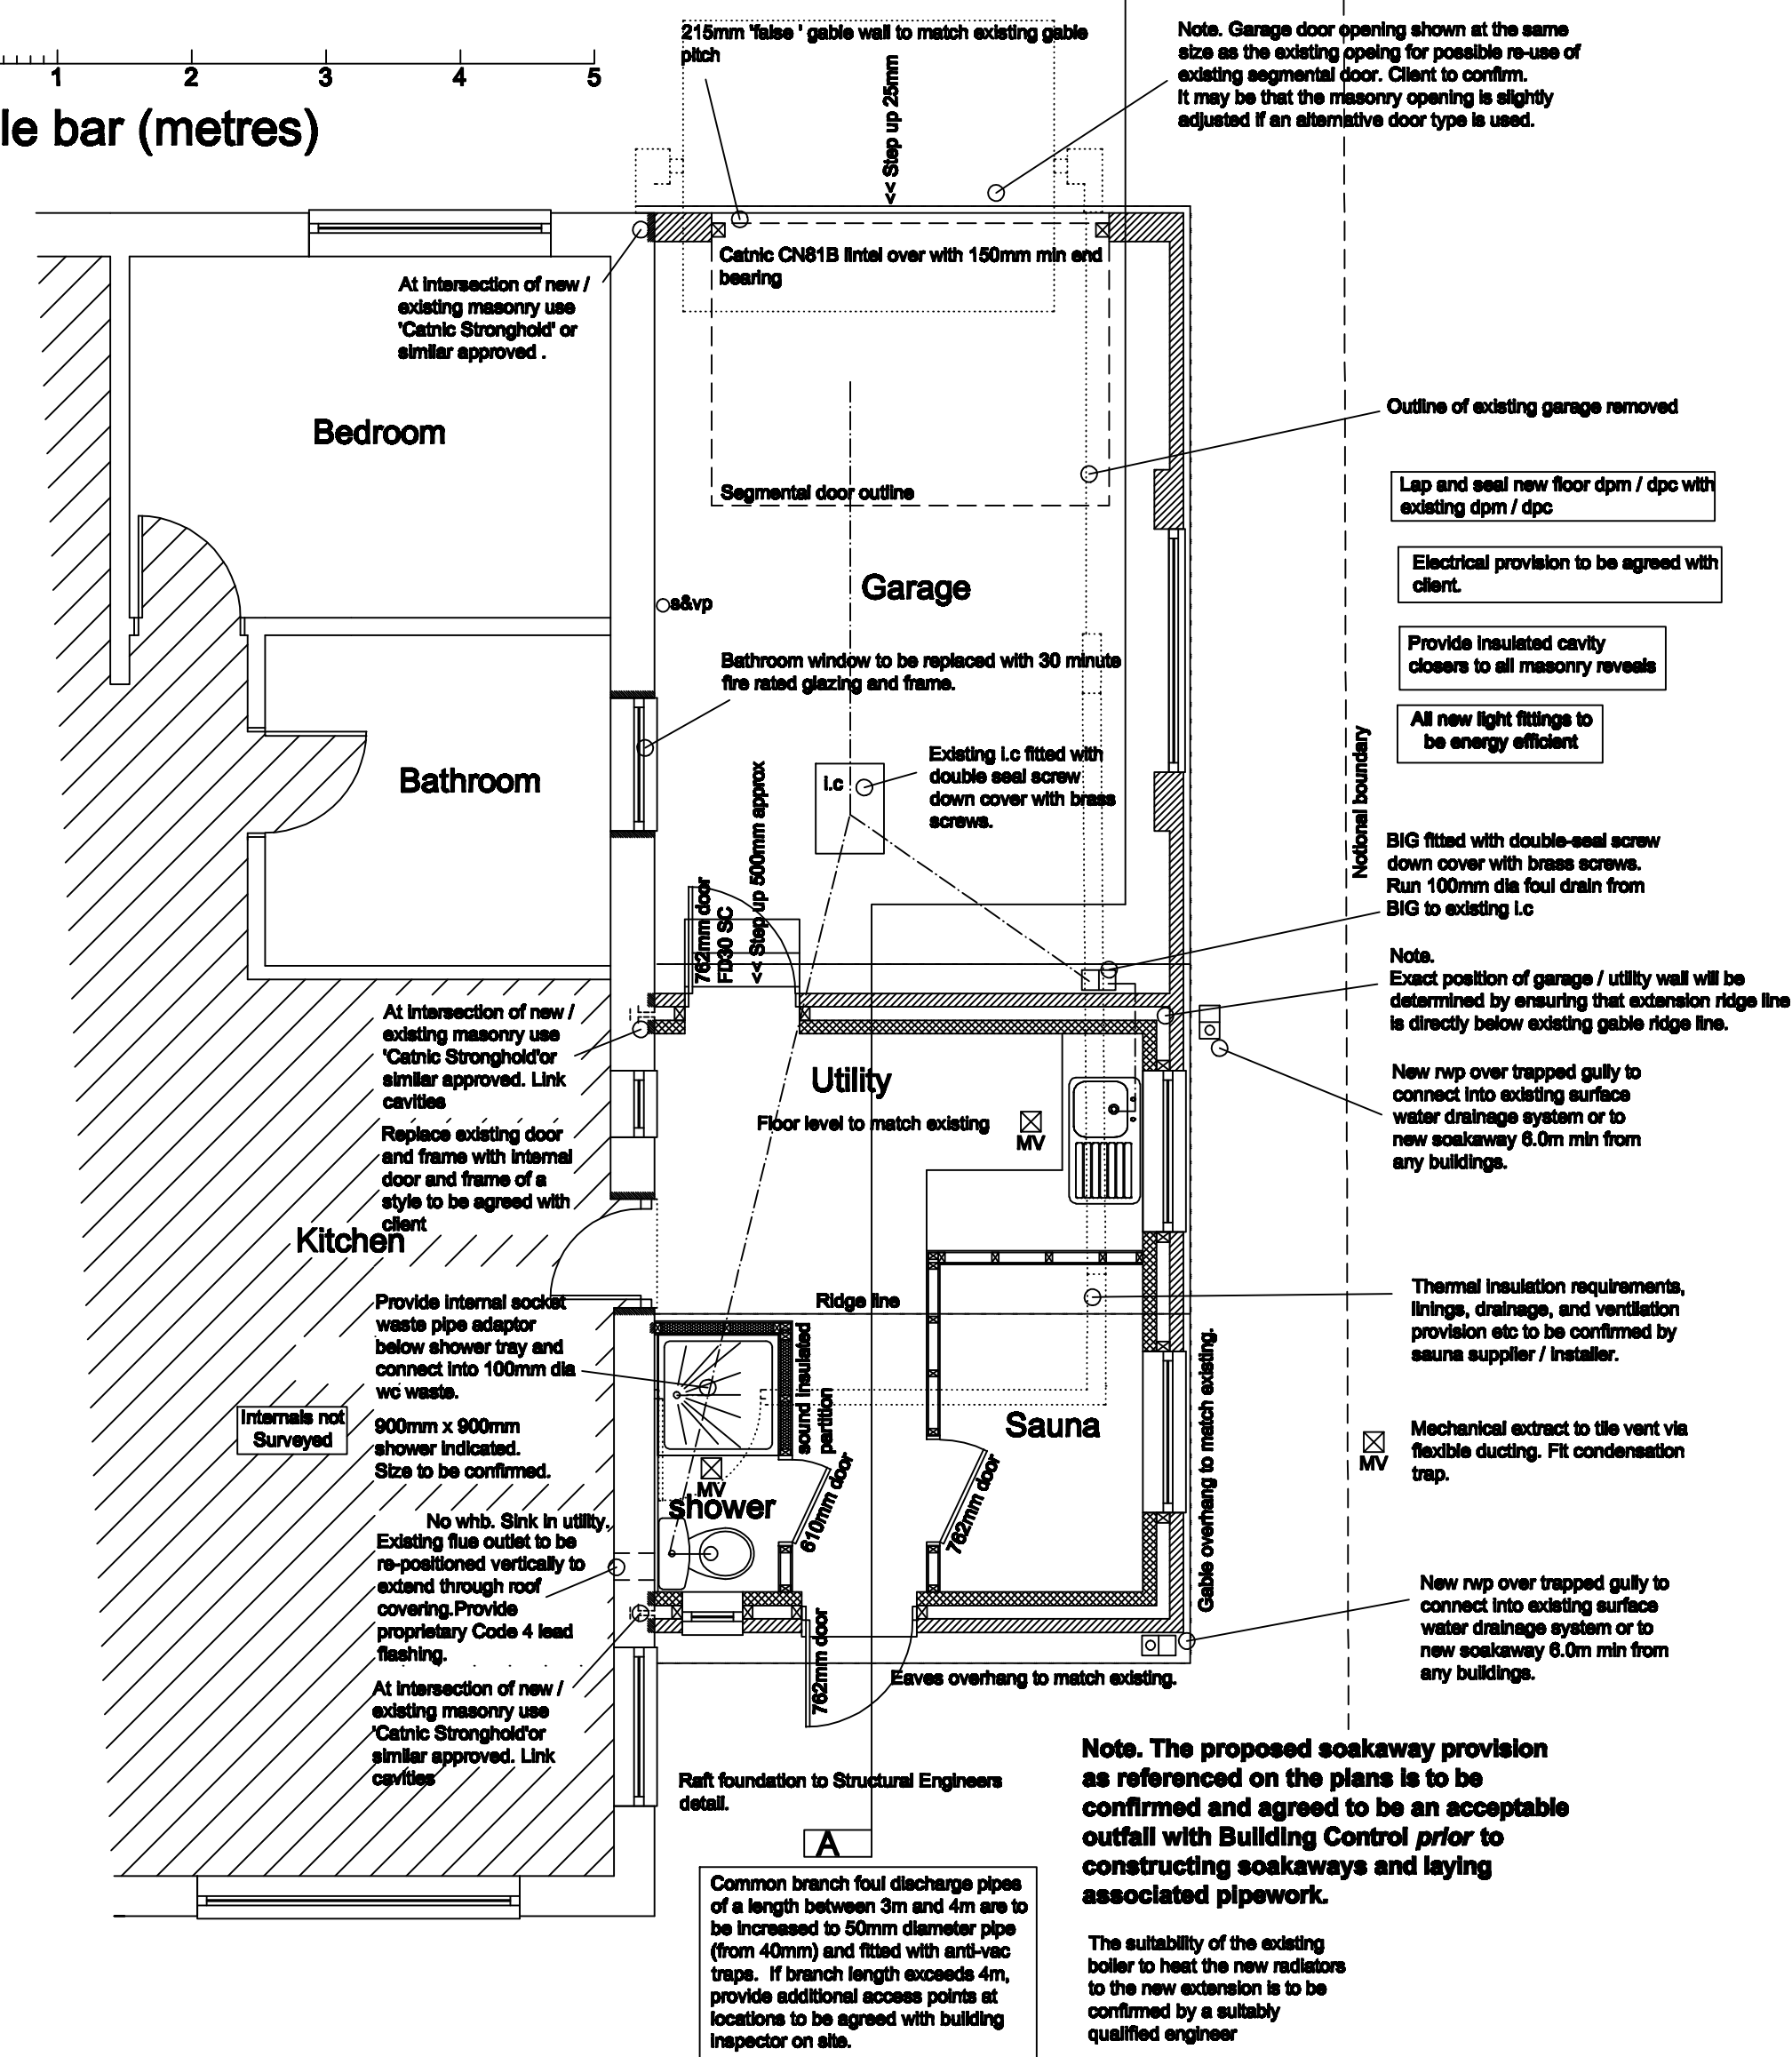 1 2 3 4 5
le bar (metres)
215mm 'false ' gable wall to match existing gable
pitch
<< Step up 25mm
Note. Garage door opening shown at the same
size as the existing opeing for possible re-use of
existing segmental door. Client to confirm.
It may be that the masonry opening is slightly
adjusted if an alternative door type is used.
At intersection of new /
existing masonry use
'Catnic Stronghold' or
similar approved .
Catnic CN81B lintel over with 150mm min end
bearing
Bedroom
Segmental door outline
Outline of existing garage removed
Lap and seal new floor dpm / dpc with
existing dpm / dpc
Electrical provision to be agreed with
client.
Provide insulated cavity
closers to all masonry reveals
All new light fittings to
be energy efficient
Garage
s&vp
Bathroom window to be replaced with 30 minute
fire rated glazing and frame.
Bathroom
i.c
Existing i.c fitted with
double seal screw
down cover with brass
screws.
Notional boundary
762mm door
FD30 SC
<< Step up 500mm approx
BIG fitted with double-seal screw
down cover with brass screws.
Run 100mm dia foul drain from
BIG to existing i.c
Note.
Exact position of garage / utility wall will be
determined by ensuring that extension ridge line
is directly below existing gable ridge line.
At intersection of new /
existing masonry use
'Catnic Stronghold'or
similar approved. Link
cavities
Replace existing door
and frame with internal
door and frame of a
style to be agreed with
client
Utility
Floor level to match existing
MV
New rwp over trapped gully to
connect into existing surface
water drainage system or to
new soakaway 6.0m min from
any buildings.
Kitchen
Provide internal socket
waste pipe adaptor
below shower tray and
connect into 100mm dia
wc waste.
Ridge line
Thermal insulation requirements,
linings, drainage, and ventilation
provision etc to be confirmed by
sauna supplier / installer.
sound insulated
partition
Internals not
Surveyed
900mm x 900mm
shower indicated.
Size to be confirmed.
Sauna
Gable overhang to match existing.
MV
Mechanical extract to tile vent via
flexible ducting. Fit condensation
trap.
MV
shower
610mm door
762mm door
No whb. Sink in utility.
Existing flue outlet to be
re-positioned vertically to
extend through roof
covering.Provide
proprietary Code 4 lead
flashing.
New rwp over trapped gully to
connect into existing surface
water drainage system or to
new soakaway 6.0m min from
any buildings.
762mm door
Eaves overhang to match existing.
At intersection of new /
existing masonry use
'Catnic Stronghold'or
similar approved. Link
cavities
Raft foundation to Structural Engineers
detail.
A
Note. The proposed soakaway provision
as referenced on the plans is to be
confirmed and agreed to be an acceptable
outfall with Building Control prior to
constructing soakaways and laying
associated pipework.
Common branch foul discharge pipes
of a length between 3m and 4m are to
be increased to 50mm diameter pipe
(from 40mm) and fitted with anti-vac
traps. If branch length exceeds 4m,
provide additional access points at
locations to be agreed with building
inspector on site.
The suitability of the existing
boiler to heat the new radiators
to the new extension is to be
confirmed by a suitably
qualified engineer